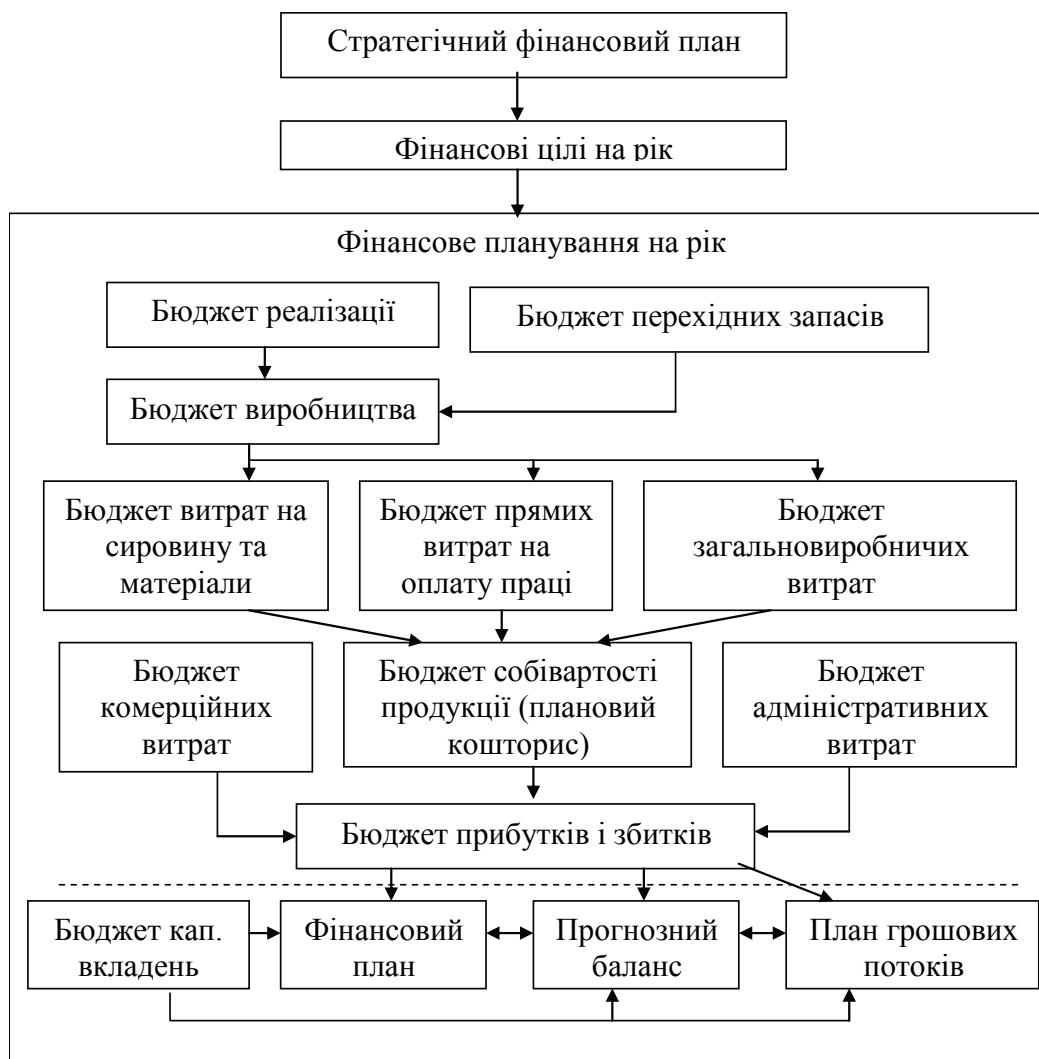 Стратегічний фінансовий план
Фінансові цілі на рік
Фінансове планування на рік
Бюджет реалізації
Бюджет перехідних запасів
Бюджет виробництва
Бюджет витрат на
сировину та
матеріали
Бюджет прямих
витрат на
оплату праці
Бюджет
загальновиробничих
витрат
Бюджет
комерційних
витрат
Бюджет собівартості
продукції (плановий
кошторис)
Бюджет
адміністративних
витрат
Бюджет прибутків і збитків
Бюджет кап.
вкладень
Фінансовий
план
Прогнозний
баланс
План грошових
потоків